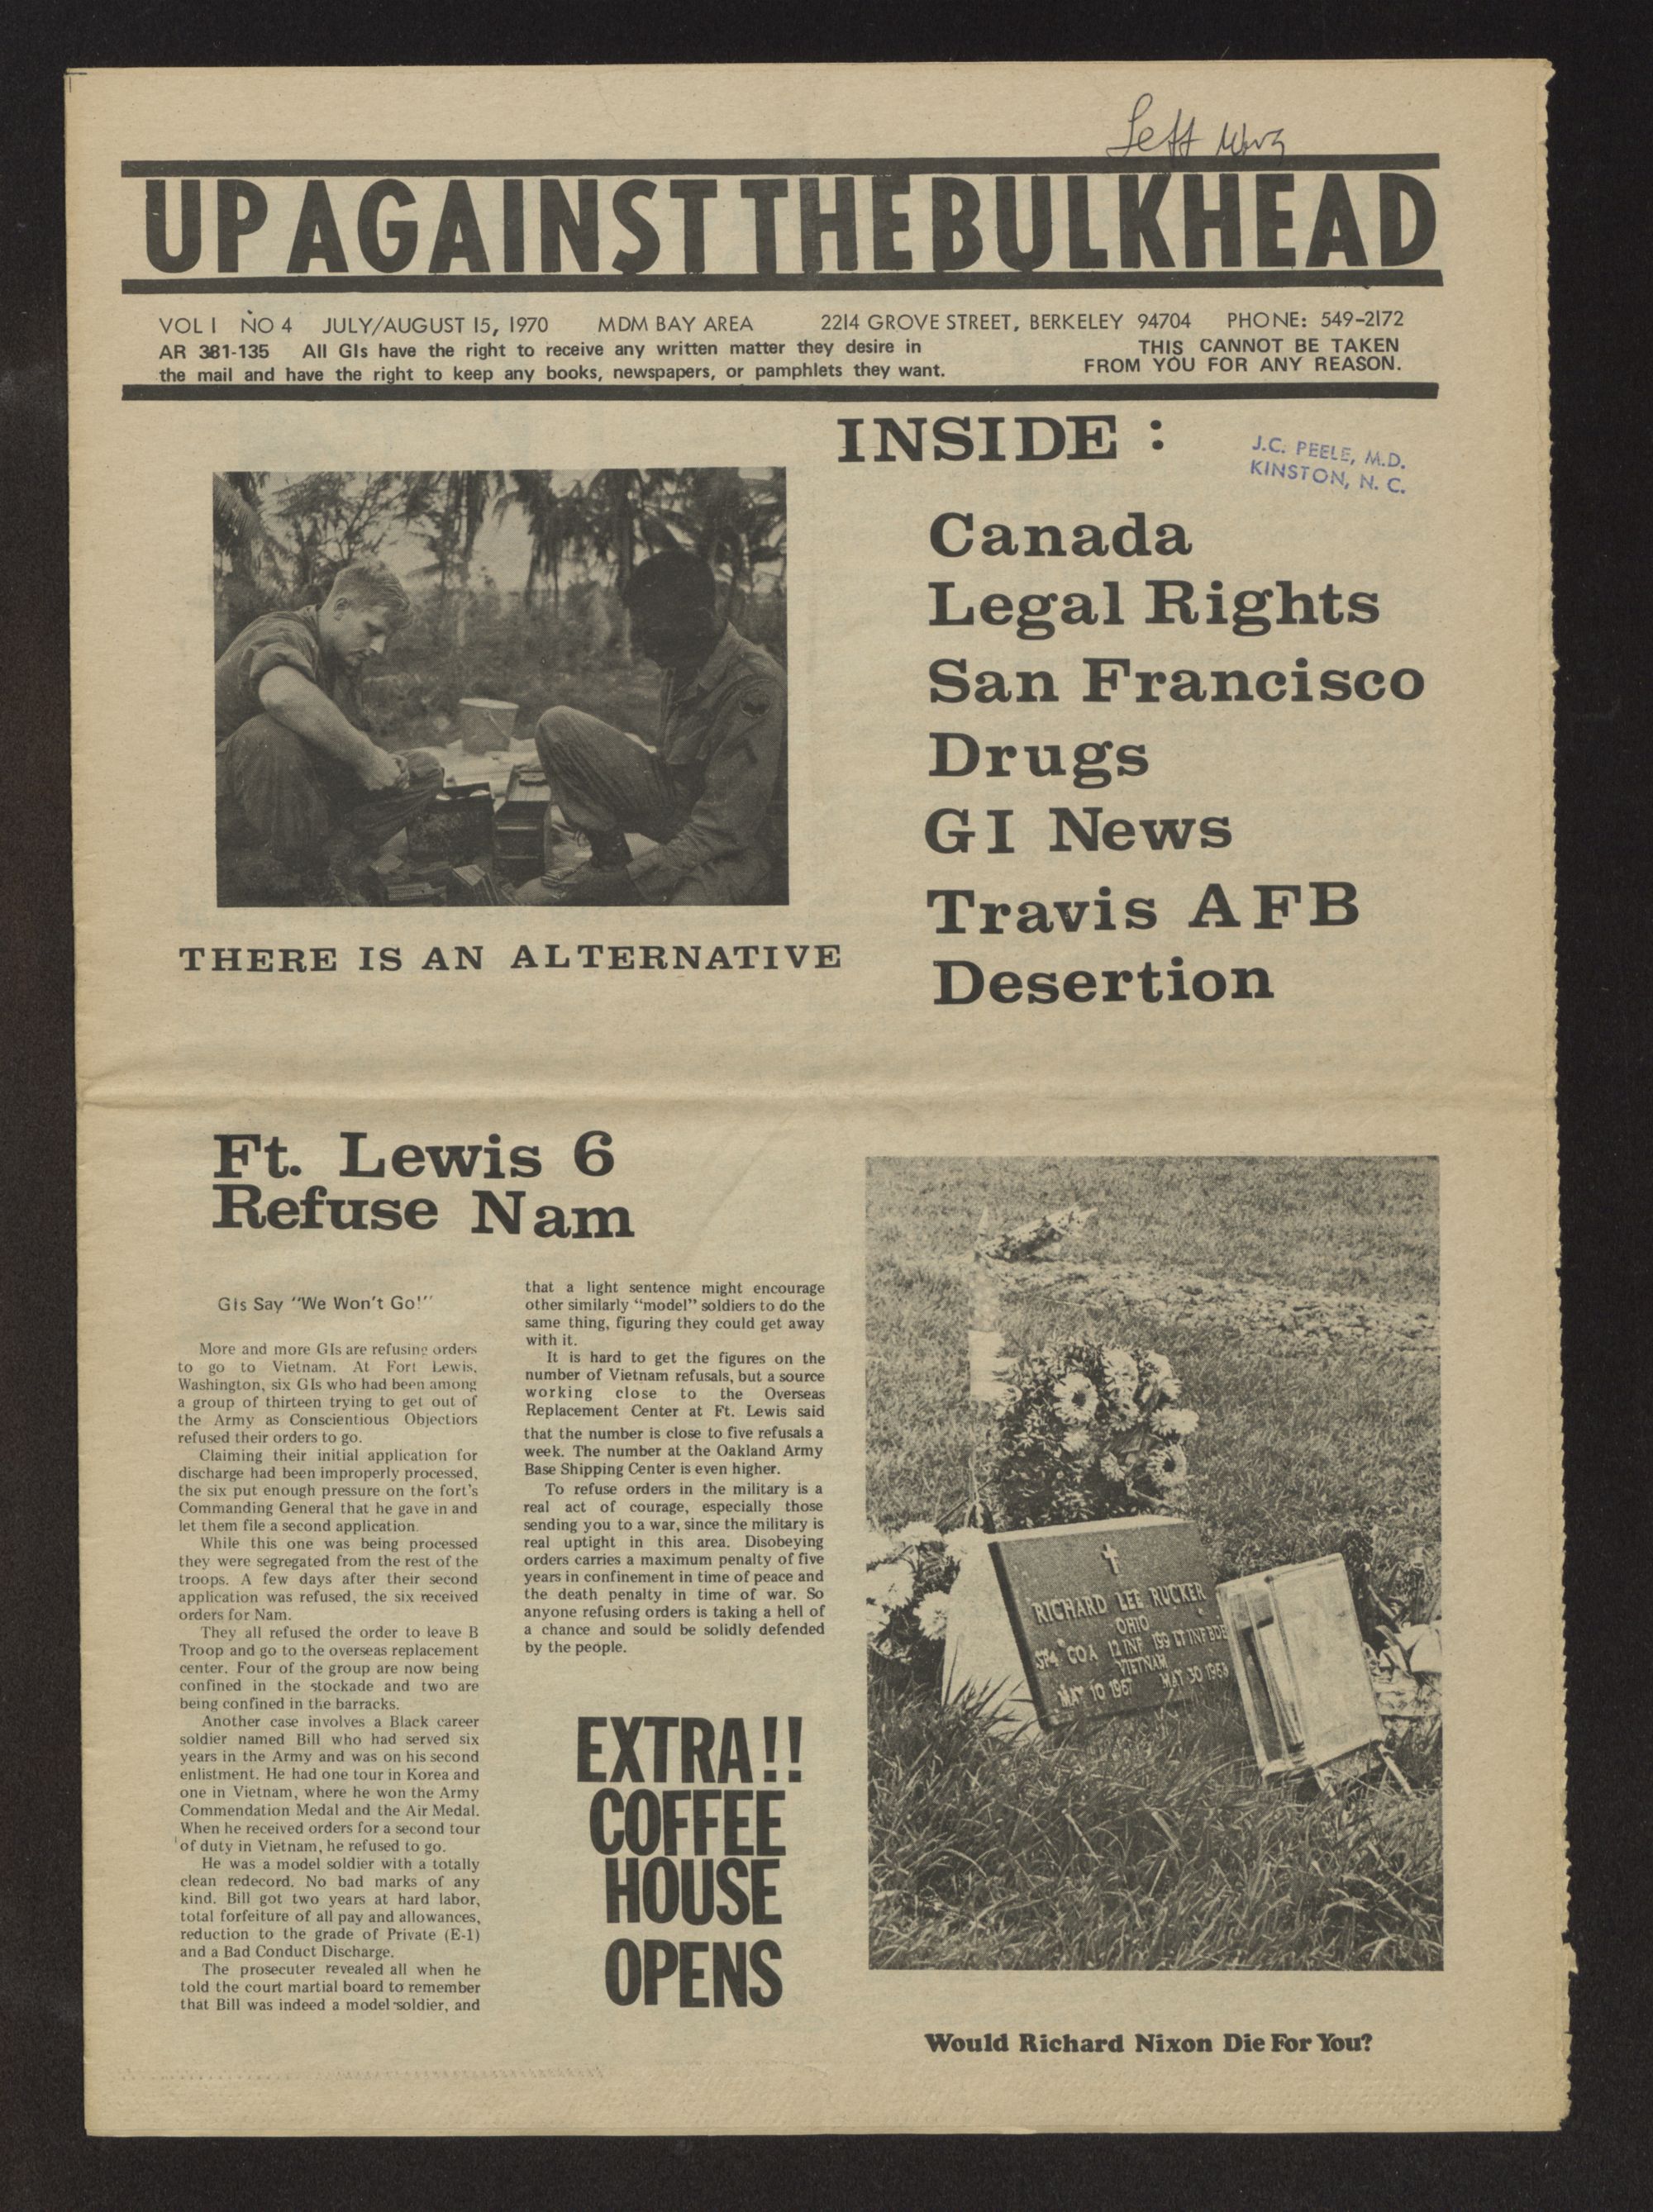 Left Wing
UP AGAINST THE BULKHEAD
VOL I NO 4 JULY/AUGUST 15, 1970 MDM BAY AREA 2214 GROVE STREET, BERKELEY 94704 PHONE: 549-2172
AR 381-135 All GIs have the right to receive any written matter they desire in
the mail and have the right to keep any books, newspapers, or pamphlets they want.
THIS CANNOT BE TAKEN
FROM YOU FOR ANY REASON.
INSIDE :
J.C. PEELE, M.D.
KINSTON, N. C.
Canada
Legal Rights
San Francisco
Drugs
GI News
Travis AFB
Desertion
THERE IS AN ALTERNATIVE
Ft. Lewis 6
Refuse Nam
GIs Say "We Won't Go!"
More and more GIs are refusing orders
to go to Vietnam. At Fort Lewis,
Washington, six GIs who had been among
a group of thirteen trying to get out of
the Army as Conscientious Objectiors
refused their orders to go.
Claiming their initial application for
discharge had been improperly processed,
the six put enough pressure on the fort's
Commanding General that he gave in and
let them file a second application.
While this one was being processed
they were segregated from the rest of the
troops. A few days after their second
application was refused, the six received
orders for Nam.
They all refused the order to leave B
Troop and go to the overseas replacement
center. Four of the group are now being
confined in the stockade and two are
being confined in the barracks.
Another case involves a Black career
soldier named Bill who had served six
years in the Army and was on his second
enlistment. He had one tour in Korea and
one in Vietnam, where he won the Army
Commendation Medal and the Air Medal.
When he received orders for a second tour
of duty in Vietnam, he refused to go.
He was a model soldier with a totally
clean redecord. No bad marks of any
kind. Bill got two years at hard labor,
total forfeiture of all pay and allowances,
reduction to the grade of Private (E-1)
and a Bad Conduct Discharge.
The prosecuter revealed all when he
told the court martial board to remember
that Bill was indeed a model soldier, and
that a light sentence might encourage
other similarly "model" soldiers to do the
same thing, figuring they could get away
with it.
It is hard to get the figures on the
number of Vietnam refusals, but a source
working close to the Overseas
Replacement Center at Ft. Lewis said
that the number is close to five refusals a
week. The number at the Oakland Army
Base Shipping Center is even higher.
To refuse orders in the military is a
real act of courage, especially those
sending you to a war, since the military is
real uptight in this area. Disobeying
orders carries a maximum penalty of five
years in confinement in time of peace and
the death penalty in time of war. So
anyone refusing orders is taking a hell of
a chance and sould be solidly defended
by the people.
EXTRA!!
COFFEE
HOUSE
OPENS
RICHARD LEE RUCKER
OHIO
SP4 CO A 12 INF 199 LT INF BDE
VIETNAM
MAY 10 1967 MAY 30 1968
Would Richard Nixon Die For You?